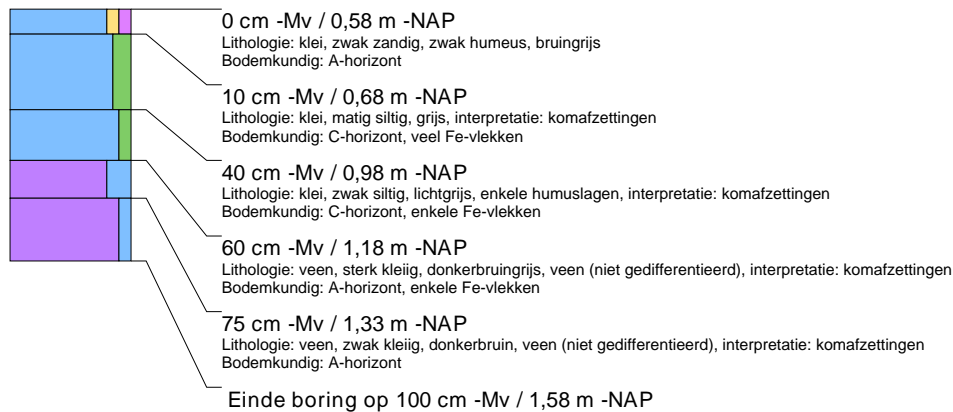 0 cm -Mv / 0,58 m -NAP
Lithologie: klei, zwak zandig, zwak humeus, bruingrijs
Bodemkundig: A-horizont
10 cm -Mv / 0,68 m -NAP
Lithologie: klei, matig siltig, grijs, interpretatie: komafzettingen
Bodemkundig: C-horizont, veel Fe-vlekken
40 cm -Mv / 0,98 m -NAP
Lithologie: klei, zwak siltig, lichtgrijs, enkele humuslagen, interpretatie: komafzettingen
Bodemkundig: C-horizont, enkele Fe-vlekken
60 cm -Mv / 1,18 m -NAP
Lithologie: veen, sterk kleiig, donkerbruingrijs, veen (niet gedifferentieerd), interpretatie: komafzettingen
Bodemkundig: A-horizont, enkele Fe-vlekken
75 cm -Mv / 1,33 m -NAP
Lithologie: veen, zwak kleiig, donkerbruin, veen (niet gedifferentieerd), interpretatie: komafzettingen
Bodemkundig: A-horizont
Einde boring op 100 cm -Mv / 1,58 m -NAP